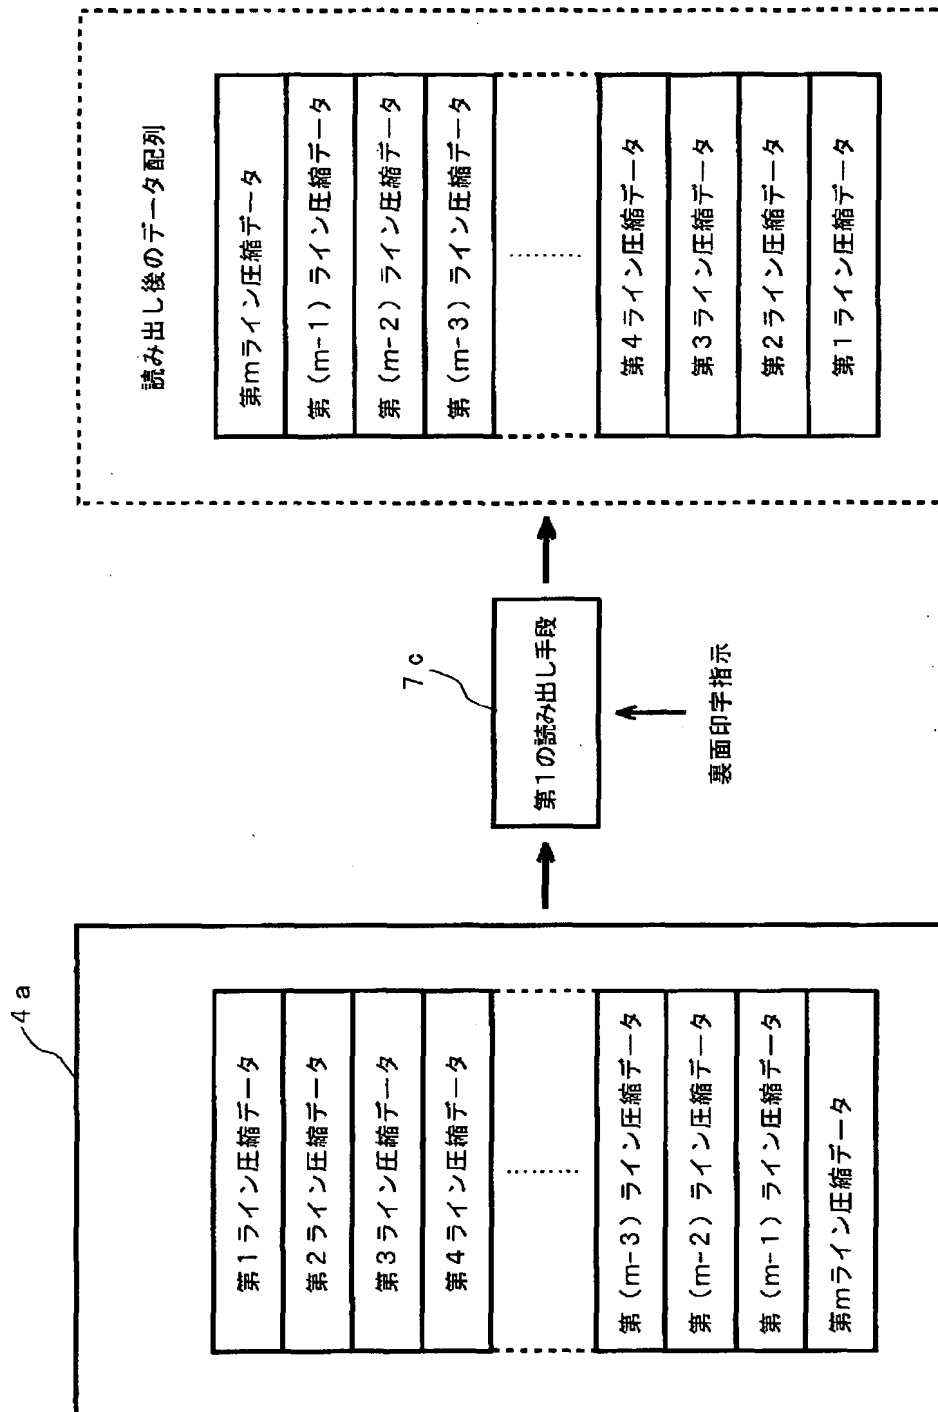 4a
第1ライン圧縮データ
第2ライン圧縮データ
第3ライン圧縮データ
第4ライン圧縮データ
第(m-3)ライン圧縮データ
第(m-2)ライン圧縮データ
第(m-1)ライン圧縮データ
第mライン圧縮データ
7c
第1の読み出し手段
裏面印字指示
読み出し後のデータ配列
第mライン圧縮データ
第(m-1)ライン圧縮データ
第(m-2)ライン圧縮データ
第(m-3)ライン圧縮データ
第4ライン圧縮データ
第3ライン圧縮データ
第2ライン圧縮データ
第1ライン圧縮データ